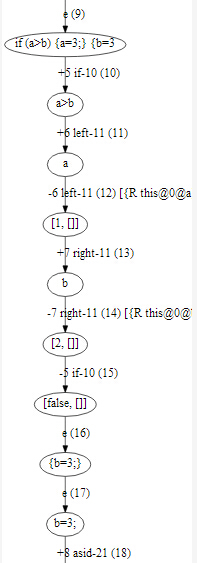 e (9)
if (a>b) {a=3;} {b=3
+5 if-10 (10)
a>b
+6 left-11 (11)
a
-6 left-11 (12) [{R this@0@a
[1, []]
+7 right-11 (13)
b
-7 right-11 (14) [{R this@0@
[2, []]
-5 if-10 (15)
[false, []]
e (16)
{b=3;}
e (17)
b=3;
+8 asid-21 (18)